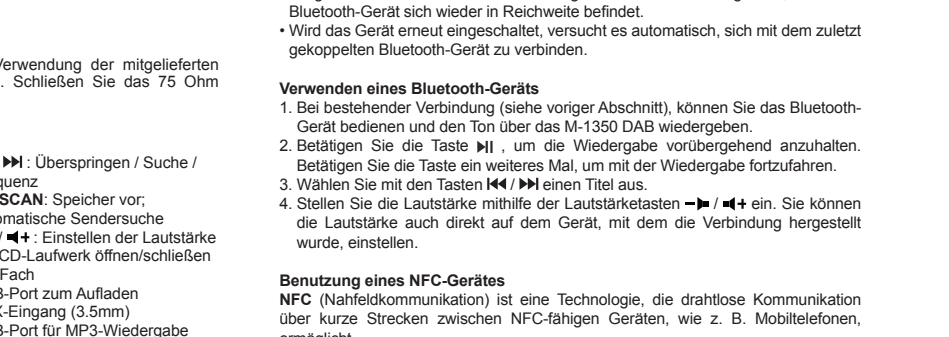 Verwendung der mitgelieferten
. Schließen Sie das 75 Ohm
⏭ : Überspringen / Suche /
quenz
SCAN: Speicher vor;
omatische Sendersuche
/ 🔊+ : Einstellen der Lautstärke
CD-Laufwerk öffnen/schließen
Fach
B-Port zum Aufladen
X-Eingang (3.5mm)
B-Port für MP3-Wiedergabe
Bluetooth-Gerät sich wieder in Reichweite befindet.
• Wird das Gerät erneut eingeschaltet, versucht es automatisch, sich mit dem zuletzt
gekoppelten Bluetooth-Gerät zu verbinden.
Verwenden eines Bluetooth-Geräts
1. Bei bestehender Verbindung (siehe voriger Abschnitt), können Sie das Bluetooth-
Gerät bedienen und den Ton über das M-1350 DAB wiedergeben.
2. Betätigen Sie die Taste ⏯ , um die Wiedergabe vorübergehend anzuhalten.
Betätigen Sie die Taste ein weiteres Mal, um mit der Wiedergabe fortzufahren.
3. Wählen Sie mit den Tasten ⏮ / ⏭ einen Titel aus.
4. Stellen Sie die Lautstärke mithilfe der Lautstärketasten −🔈 / 🔊+ ein. Sie können
die Lautstärke auch direkt auf dem Gerät, mit dem die Verbindung hergestellt
wurde, einstellen.
Benutzung eines NFC-Gerätes
NFC (Nahfeldkommunikation) ist eine Technologie, die drahtlose Kommunikation
über kurze Strecken zwischen NFC-fähigen Geräten, wie z. B. Mobiltelefonen,